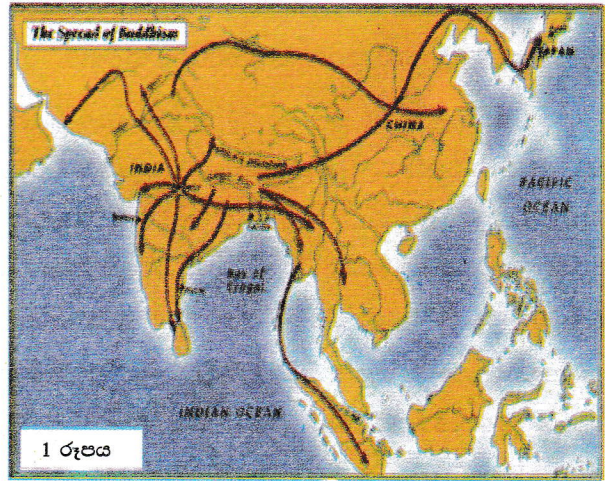 The Spread of Buddhism
JAPAN
CHINA
INDIA
PACIFIC
OCEAN
Bay of
Bengal
INDIAN OCEAN
1 රූපය